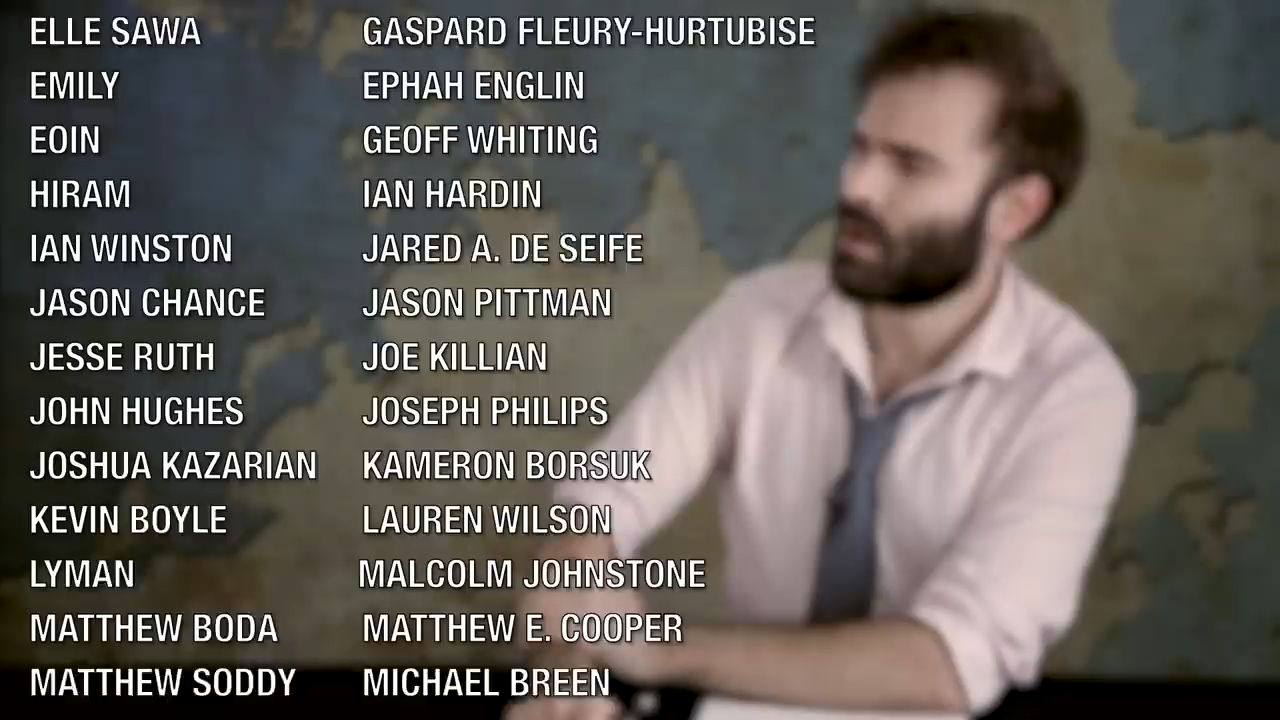 ELLE SAWA
EMILY
EOIN
HIRAM
IAN WINSTON
JASON CHANCE
JESSE RUTH
JOHN HUGHES
JOSHUA KAZARIAN
KEVIN BOYLE
LYMAN
MATTHEW BODA
MATTHEW SODDY
GASPARD FLEURY-HURTUBISE
EPHAH ENGLIN
GEOFF WHITING
IAN HARDIN
JARED A. DE SEIFE
JASON PITTMAN
JOE KILLIAN
JOSEPH PHILIPS
KAMERON BORSUK
LAUREN WILSON
MALCOLM JOHNSTONE
MATTHEW E. COOPER
MICHAEL BREEN